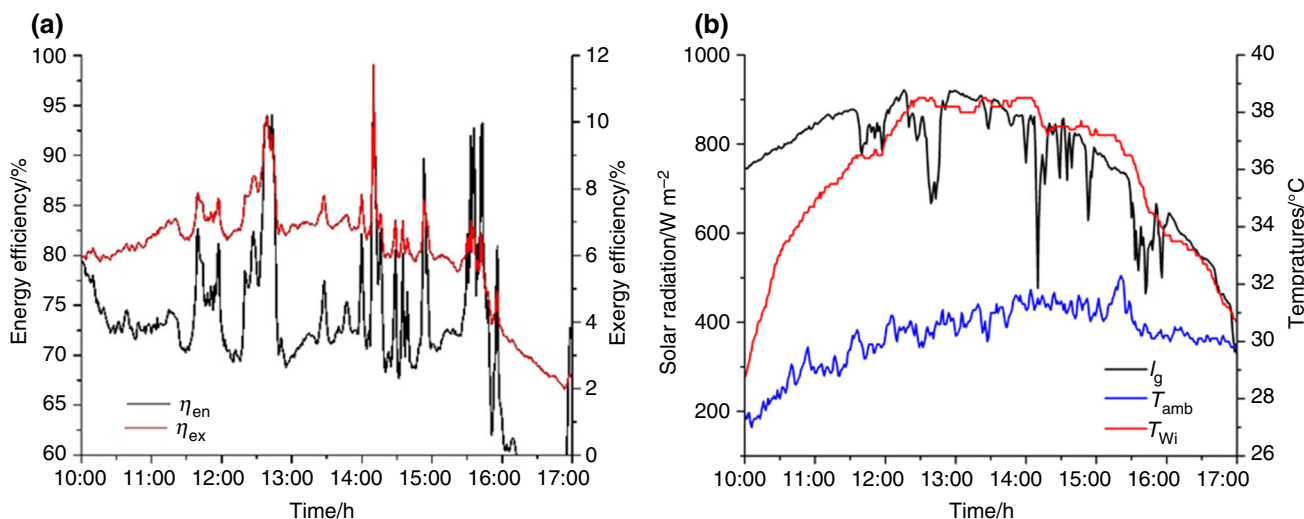 (a)
100
95
90
85
80
75
70
65
60
Energy efficiency/%
12
10
8
6
4
2
0
Exergy efficiency/%
η en
η ex
10:00 11:00 12:00 13:00 14:00 15:00 16:00 17:00
Time/h
(b)
1000
800
600
400
200
Solar radiation/W m−2
40
38
36
34
32
30
28
26
Tempratures/°C
Ig
Tamb
TWi
10:00 11:00 12:00 13:00 14:00 15:00 16:00 17:00
Time/h